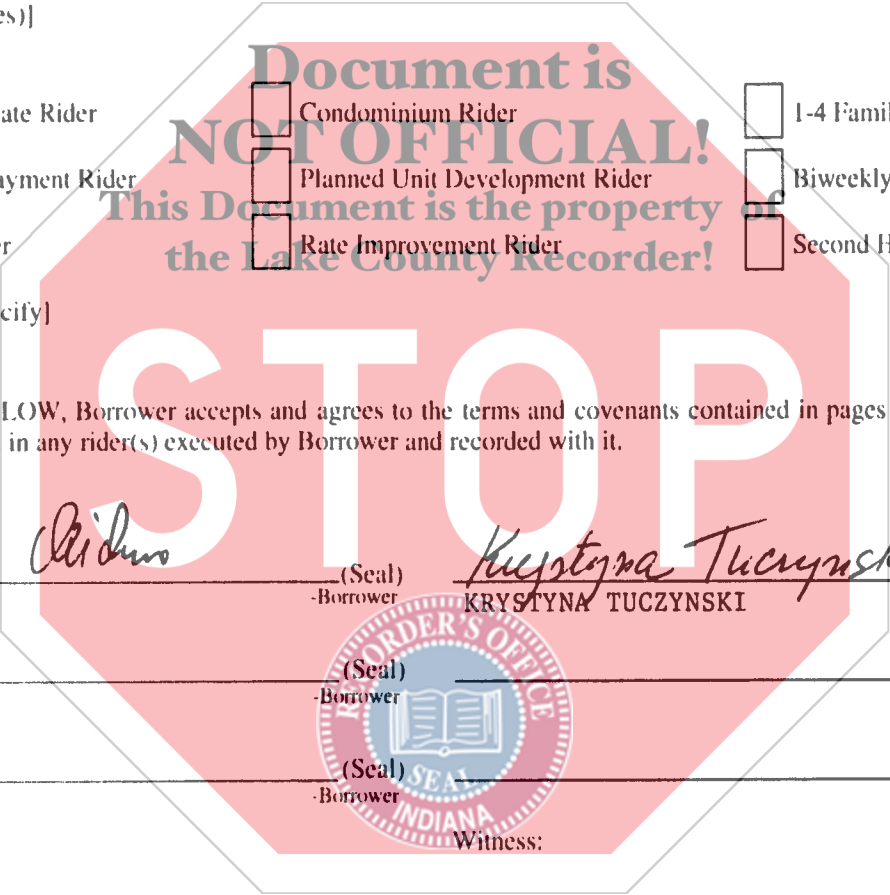 es)]
Document is
ate Rider Condominium Rider 1-4 Famil
NOT OFFICIAL!
ayment Rider Planned Unit Development Rider Biweekly
This Document is the property of
er Rate Improvement Rider Second H
the Lake County Recorder!
cify]
STOP
LOW, Borrower accepts and agrees to the terms and covenants contained in pages
in any rider(s) executed by Borrower and recorded with it.
(Seal) Krystyna Tuczynsk
-Borrower KRYSTYNA TUCZYNSKI
RECORDER'S OFFICE
(Seal)
-Borrower
(Seal)
SEAL
-Borrower
INDIANA
Witness: